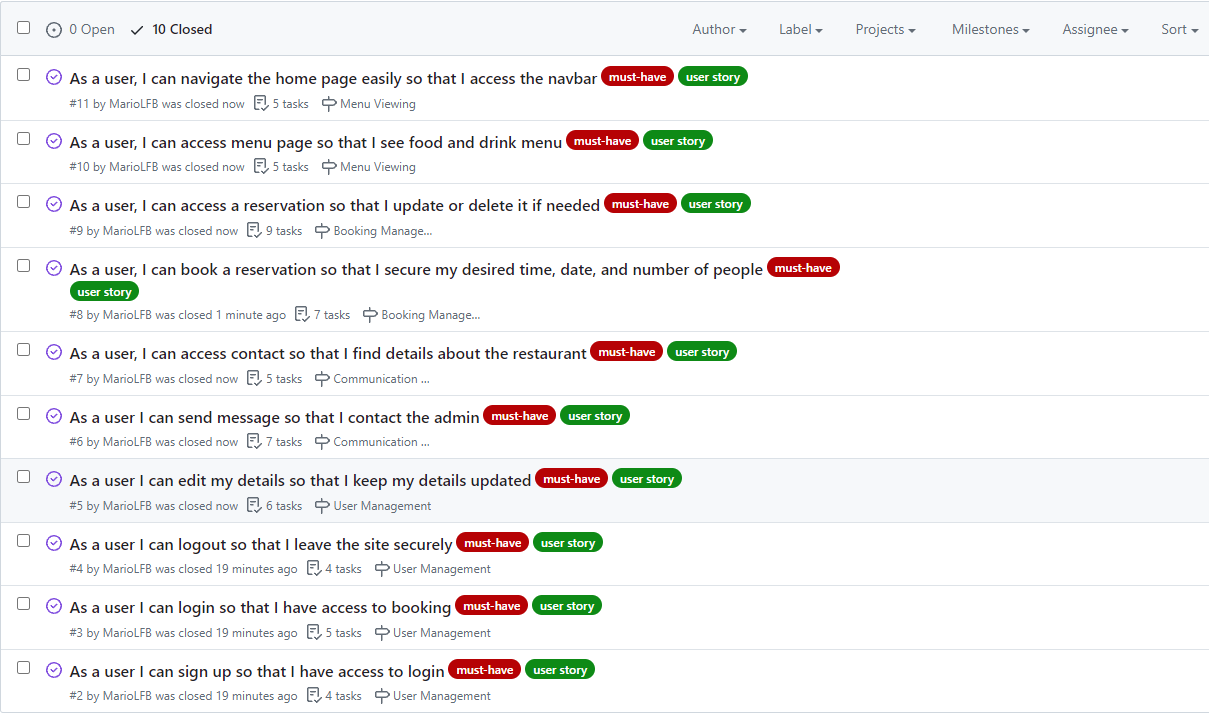 0 Open 10 Closed Author Label Projects Milestones Assignee Sort
As a user, I can navigate the home page easily so that I access the navbar must-have user story
#11 by MarioLFB was closed now 5 tasks Menu Viewing
As a user, I can access menu page so that I see food and drink menu must-have user story
#10 by MarioLFB was closed now 5 tasks Menu Viewing
As a user, I can access a reservation so that I update or delete it if needed must-have user story
#9 by MarioLFB was closed now 9 tasks Booking Manage...
As a user, I can book a reservation so that I secure my desired time, date, and number of people must-have
user story
#8 by MarioLFB was closed 1 minute ago 7 tasks Booking Manage...
As a user, I can access contact so that I find details about the restaurant must-have user story
#7 by MarioLFB was closed now 5 tasks Communication ...
As a user I can send message so that I contact the admin must-have user story
#6 by MarioLFB was closed now 7 tasks Communication ...
As a user I can edit my details so that I keep my details updated must-have user story
#5 by MarioLFB was closed now 6 tasks User Management
As a user I can logout so that I leave the site securely must-have user story
#4 by MarioLFB was closed 19 minutes ago 4 tasks User Management
As a user I can login so that I have access to booking must-have user story
#3 by MarioLFB was closed 19 minutes ago 5 tasks User Management
As a user I can sign up so that I have access to login must-have user story
#2 by MarioLFB was closed 19 minutes ago 4 tasks User Management